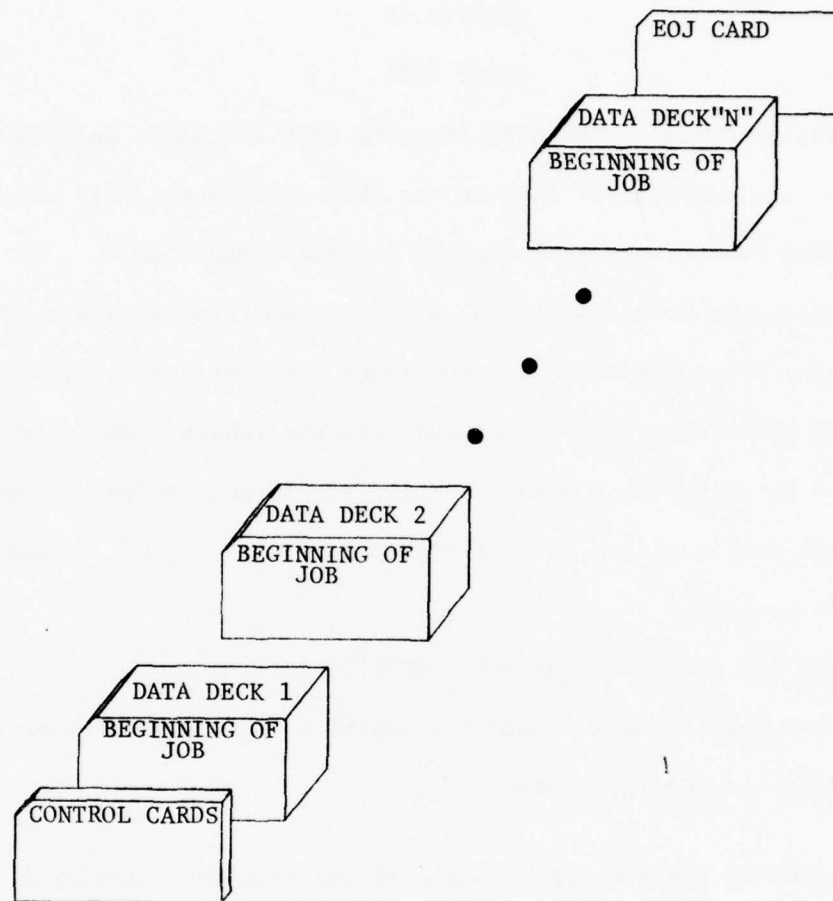 EOJ CARD
DATA DECK"N"
BEGINNING OF
JOB
DATA DECK 2
BEGINNING OF
JOB
DATA DECK 1
BEGINNING OF
JOB
CONTROL CARDS